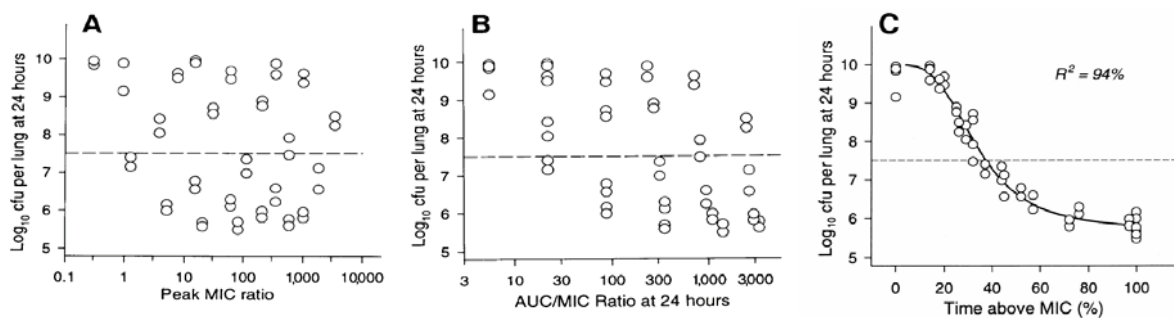 A
Log10 cfu per lung at 24 hours
10
9
8
7
6
5
0.1 1 10 100 1,000 10,000
Peak MIC ratio
B
Log10 cfu per lung at 24 hours
10
9
8
7
6
5
3 10 30 100 300 1,000 3,000
AUC/MIC Ratio at 24 hours
C
Log10 cfu per lung at 24 hours
R² = 94%
10
9
8
7
6
5
0 20 40 60 80 100
Time above MIC (%)